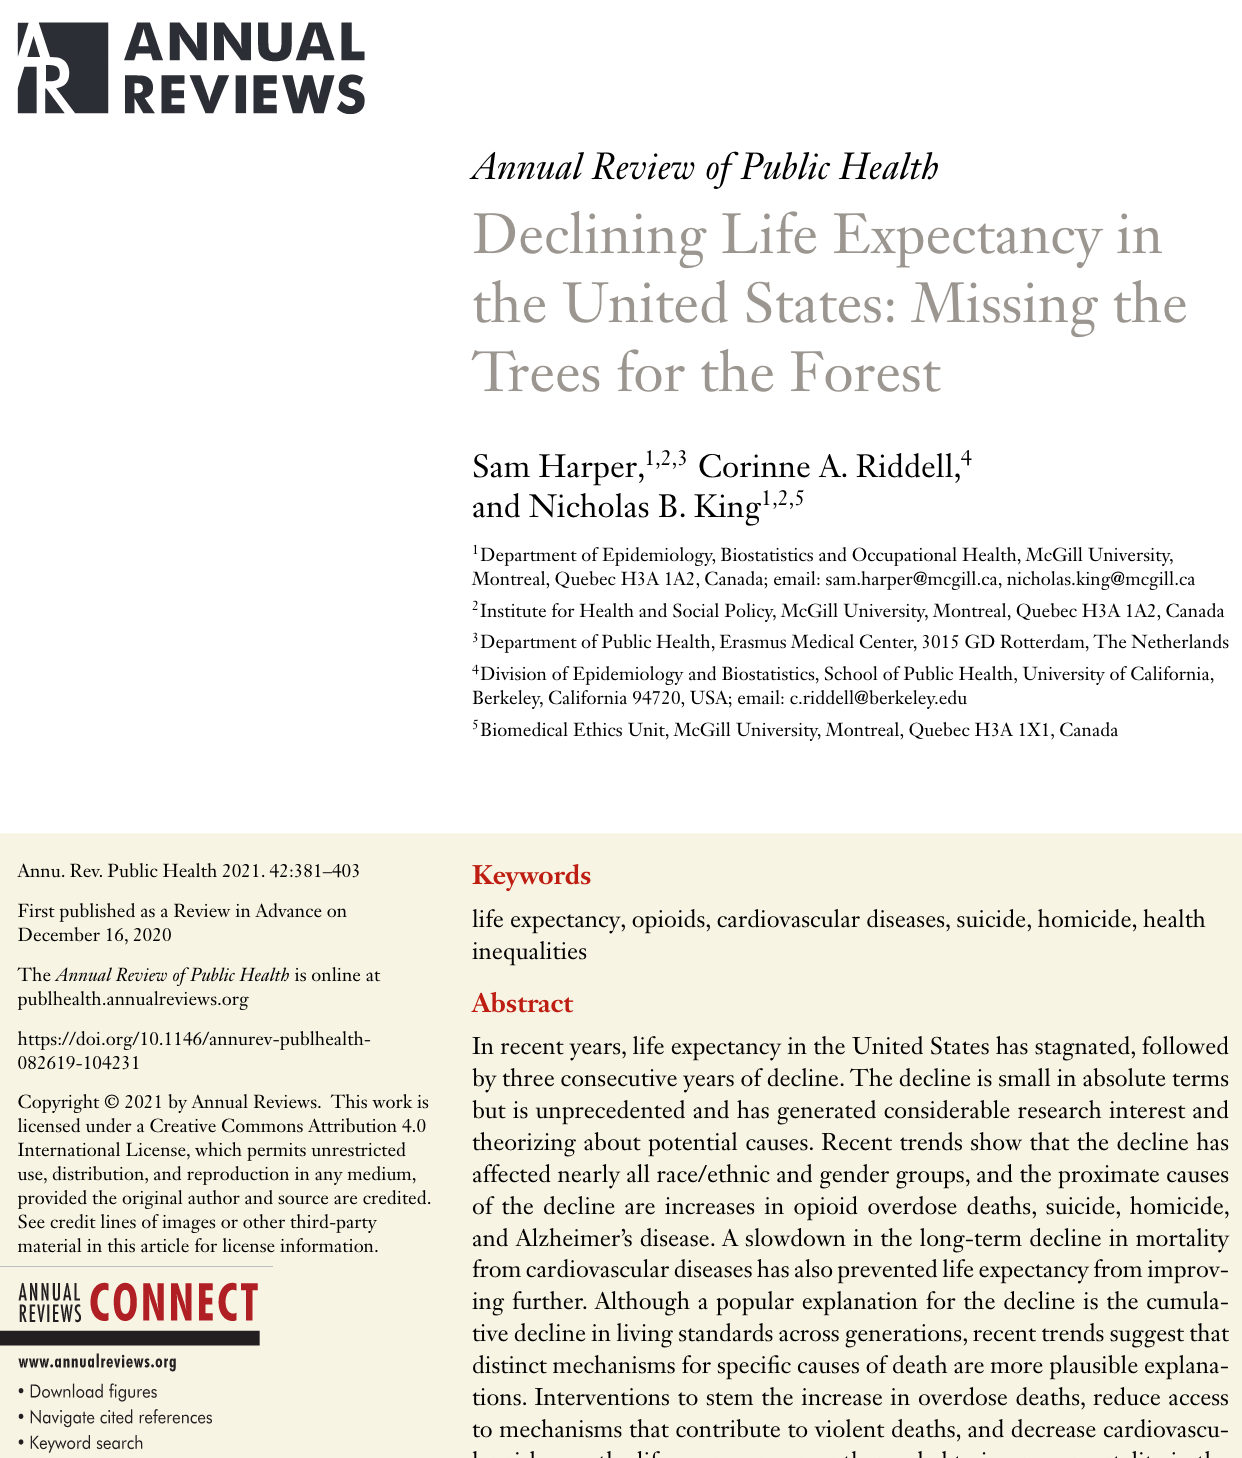 ANNUAL
REVIEWS
Annual Review of Public Health
Declining Life Expectancy in
the United States: Missing the
Trees for the Forest
Sam Harper,1,2,3 Corinne A. Riddell,4
and Nicholas B. King1,2,5
1Department of Epidemiology, Biostatistics and Occupational Health, McGill University,
Montreal, Quebec H3A 1A2, Canada; email: sam.harper@mcgill.ca, nicholas.king@mcgill.ca
2Institute for Health and Social Policy, McGill University, Montreal, Quebec H3A 1A2, Canada
3Department of Public Health, Erasmus Medical Center, 3015 GD Rotterdam, The Netherlands
4Division of Epidemiology and Biostatistics, School of Public Health, University of California,
Berkeley, California 94720, USA; email: c.riddell@berkeley.edu
5Biomedical Ethics Unit, McGill University, Montreal, Quebec H3A 1X1, Canada
Annu. Rev. Public Health 2021. 42:381–403
First published as a Review in Advance on
December 16, 2020
The Annual Review of Public Health is online at
publhealth.annualreviews.org
https://doi.org/10.1146/annurev-publhealth-
082619-104231
Copyright © 2021 by Annual Reviews. This work is
licensed under a Creative Commons Attribution 4.0
International License, which permits unrestricted
use, distribution, and reproduction in any medium,
provided the original author and source are credited.
See credit lines of images or other third-party
material in this article for license information.
ANNUAL
REVIEWS CONNECT
www.annualreviews.org
• Download figures
• Navigate cited references
• Keyword search
Keywords
life expectancy, opioids, cardiovascular diseases, suicide, homicide, health
inequalities
Abstract
In recent years, life expectancy in the United States has stagnated, followed
by three consecutive years of decline. The decline is small in absolute terms
but is unprecedented and has generated considerable research interest and
theorizing about potential causes. Recent trends show that the decline has
affected nearly all race/ethnic and gender groups, and the proximate causes
of the decline are increases in opioid overdose deaths, suicide, homicide,
and Alzheimer's disease. A slowdown in the long-term decline in mortality
from cardiovascular diseases has also prevented life expectancy from improv-
ing further. Although a popular explanation for the decline is the cumula-
tive decline in living standards across generations, recent trends suggest that
distinct mechanisms for specific causes of death are more plausible explana-
tions. Interventions to stem the increase in overdose deaths, reduce access
to mechanisms that contribute to violent deaths, and decrease cardiovascu-